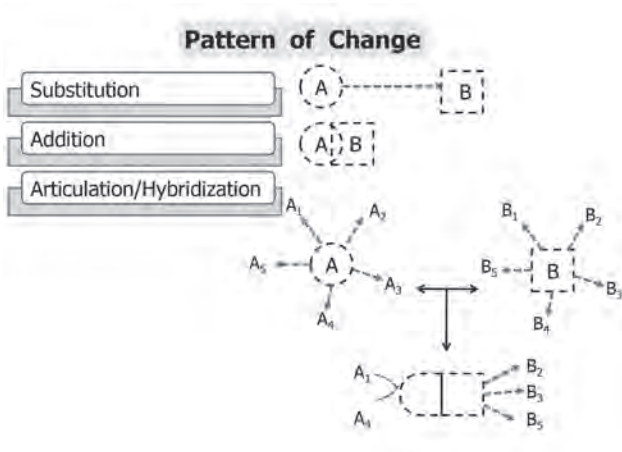 Pattern of Change
Substitution
A
B
Addition
A B
Articulation/Hybridization
A₁
A₂
A₅
A
A₃
A₄
B₁
B₂
B₅
B
B₃
B₄
A₁
A₄
B₂
B₃
B₅